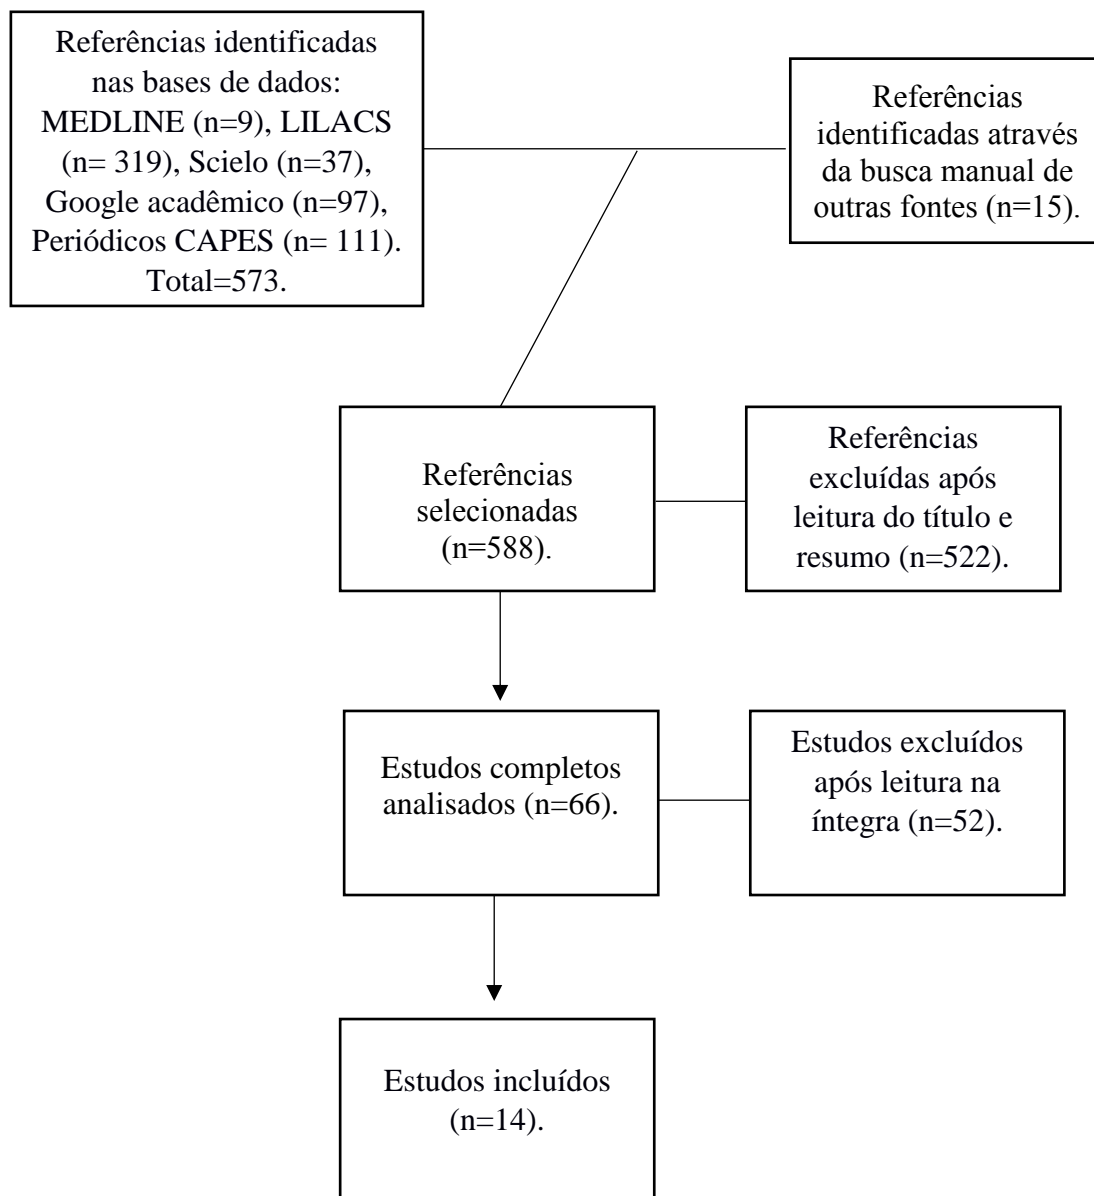 Referências identificadas
nas bases de dados:
MEDLINE (n=9), LILACS
(n= 319), Scielo (n=37),
Google acadêmico (n=97),
Periódicos CAPES (n= 111).
Total=573.
Referências
identificadas através
da busca manual de
outras fontes (n=15).
Referências
selecionadas
(n=588).
Referências
excluídas após
leitura do título e
resumo (n=522).
Estudos completos
analisados (n=66).
Estudos excluídos
após leitura na
íntegra (n=52).
Estudos incluídos
(n=14).